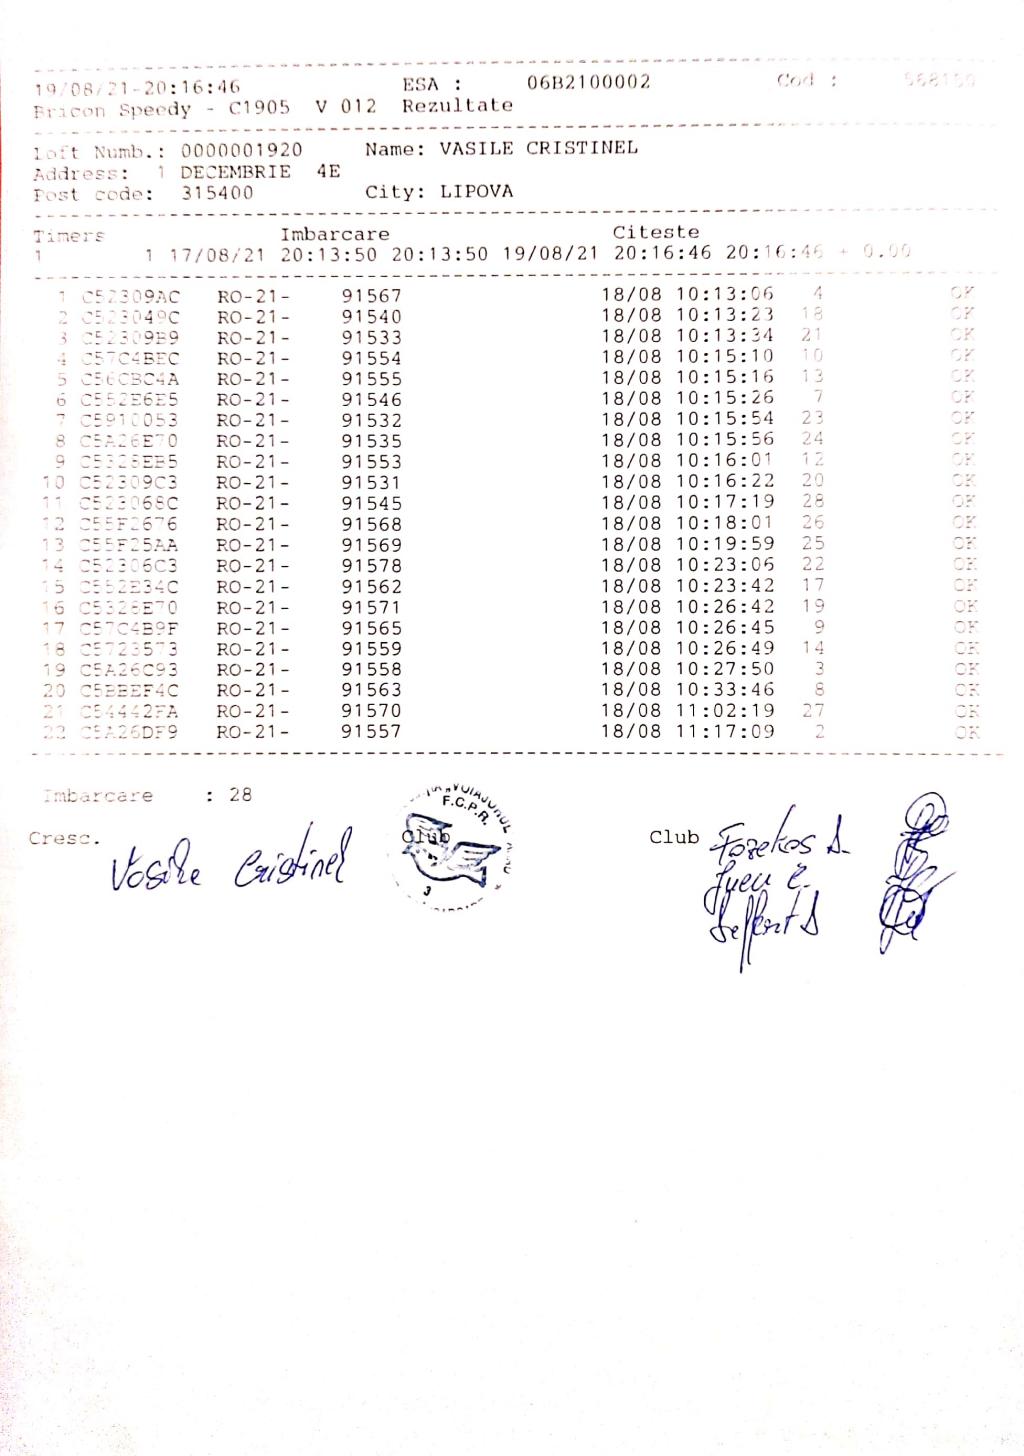 19/08/21-20:16:46 ESA : 06B2100002 Cod : 568100
Bricon Speedy - C1905 V 012 Rezultate
Loft Numb.: 0000001920 Name: VASILE CRISTINEL
Address: 1 DECEMBRIE 4E
Post code: 315400 City: LIPOVA
Timers Imbarcare Citeste
1 1 17/08/21 20:13:50 20:13:50 19/08/21 20:16:46 20:16:46 + 0.00
1 C52309AC RO-21- 91567 18/08 10:13:06 4 OK
2 C523049C RO-21- 91540 18/08 10:13:23 18 OK
3 C52309B9 RO-21- 91533 18/08 10:13:34 21 OK
4 C57C4BEC RO-21- 91554 18/08 10:15:10 10 OK
5 C56CBC4A RO-21- 91555 18/08 10:15:16 13 OK
6 C552E6E5 RO-21- 91546 18/08 10:15:26 7 OK
7 C5910053 RO-21- 91532 18/08 10:15:54 23 OK
8 C5A26E70 RO-21- 91535 18/08 10:15:56 24 OK
9 C5328EB5 RO-21- 91553 18/08 10:16:01 12 OK
10 C52309C3 RO-21- 91531 18/08 10:16:22 20 OK
11 C523068C RO-21- 91545 18/08 10:17:19 28 OK
12 C55F2676 RO-21- 91568 18/08 10:18:01 26 OK
13 C55F25AA RO-21- 91569 18/08 10:19:59 25 OK
14 C52306C3 RO-21- 91578 18/08 10:23:06 22 OK
15 C552E34C RO-21- 91562 18/08 10:23:42 17 OK
16 C5328E70 RO-21- 91571 18/08 10:26:42 19 OK
17 C57C4B9F RO-21- 91565 18/08 10:26:45 9 OK
18 C5723573 RO-21- 91559 18/08 10:26:49 14 OK
19 C5A26C93 RO-21- 91558 18/08 10:27:50 3 OK
20 C5BBEF4C RO-21- 91563 18/08 10:33:46 8 OK
21 C54442FA RO-21- 91570 18/08 11:02:19 27 OK
22 C5A26DF9 RO-21- 91557 18/08 11:17:09 2 OK
Imbarcare : 28
F.C.P.R.
Cresc. Club Club
Vasile Cristinel